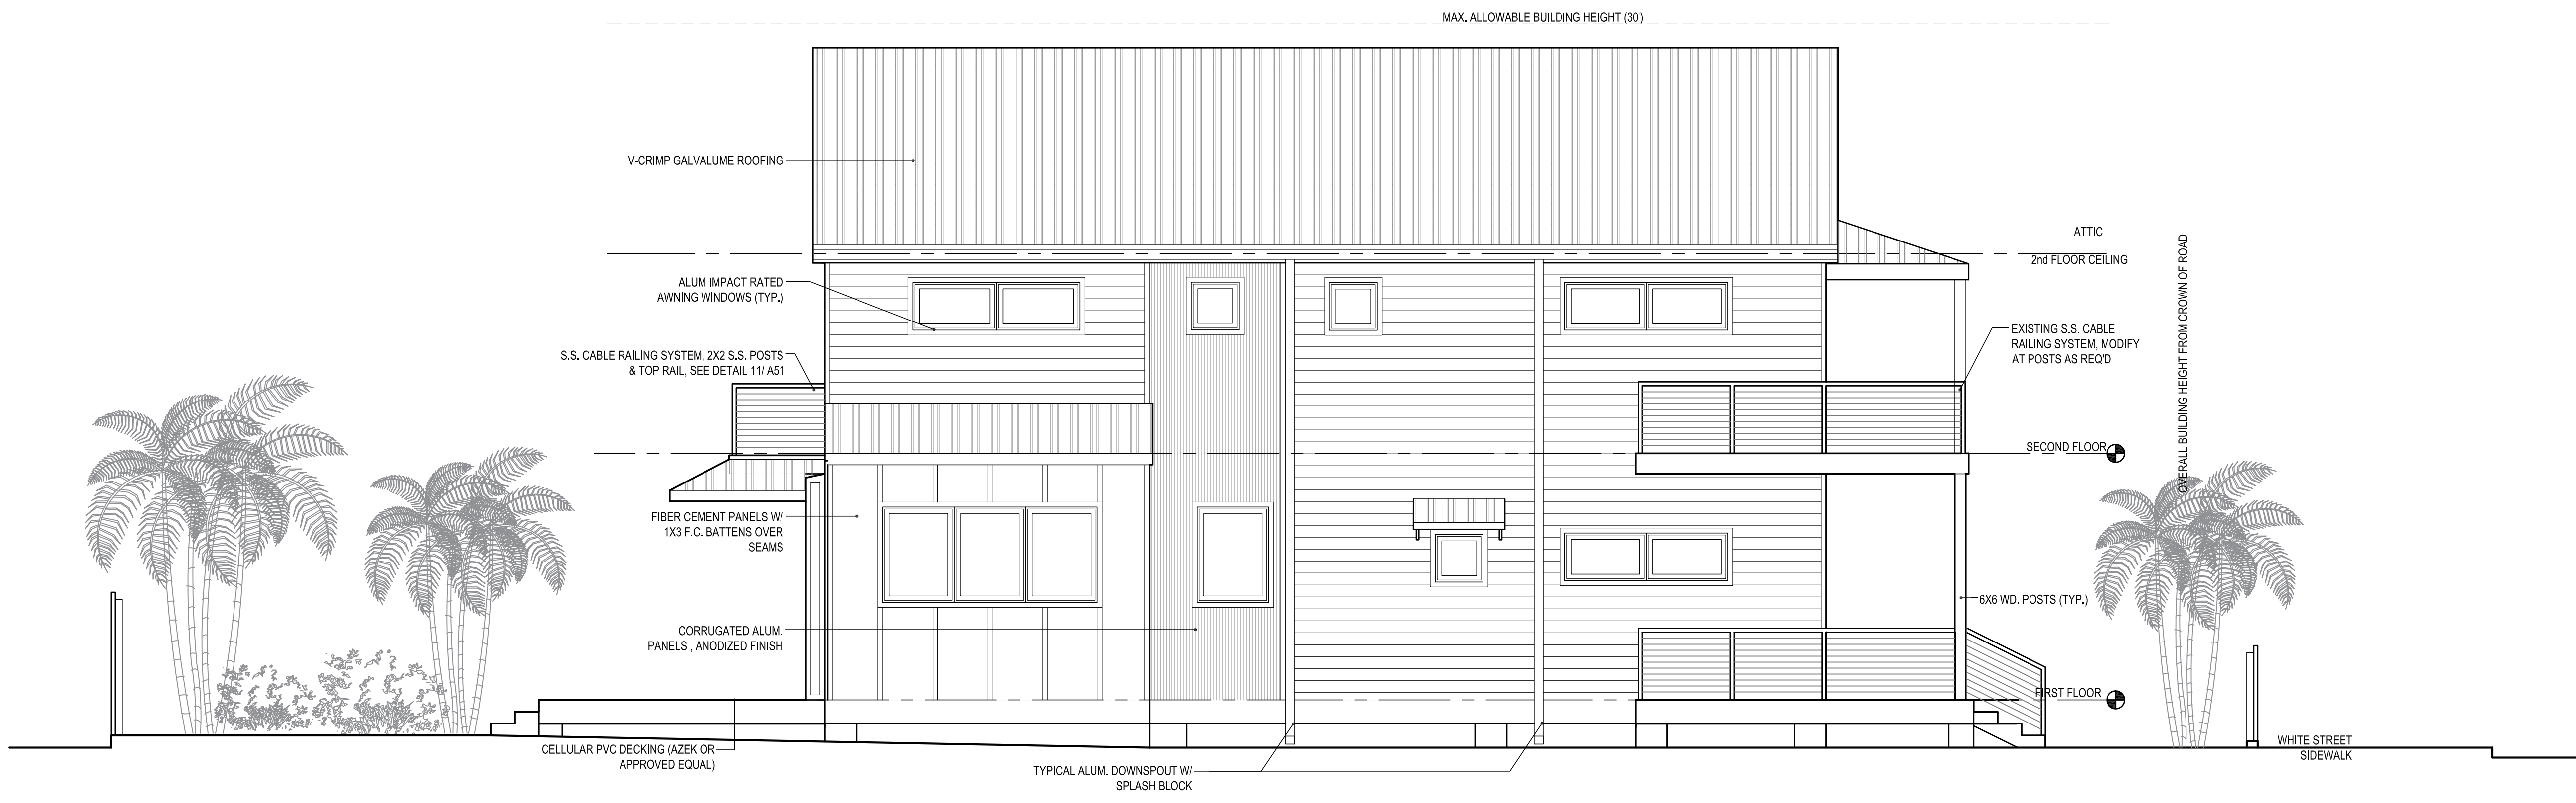 MAX. ALLOWABLE BUILDING HEIGHT (30')
V-CRIMP GALVALUME ROOFING
ATTIC
2nd FLOOR CEILING
OVERALL BUILDING HEIGHT FROM CROWN OF ROAD
ALUM IMPACT RATED
AWNING WINDOWS (TYP.)
EXISTING S.S. CABLE
RAILING SYSTEM, MODIFY
AT POSTS AS REQ'D
S.S. CABLE RAILING SYSTEM, 2X2 S.S. POSTS
& TOP RAIL, SEE DETAIL 11/ A51
SECOND FLOOR
FIBER CEMENT PANELS W/
1X3 F.C. BATTENS OVER
SEAMS
6X6 WD. POSTS (TYP.)
CORRUGATED ALUM.
PANELS , ANODIZED FINISH
FIRST FLOOR
CELLULAR PVC DECKING (AZEK OR
APPROVED EQUAL)
WHITE STREET
SIDEWALK
TYPICAL ALUM. DOWNSPOUT W/
SPLASH BLOCK